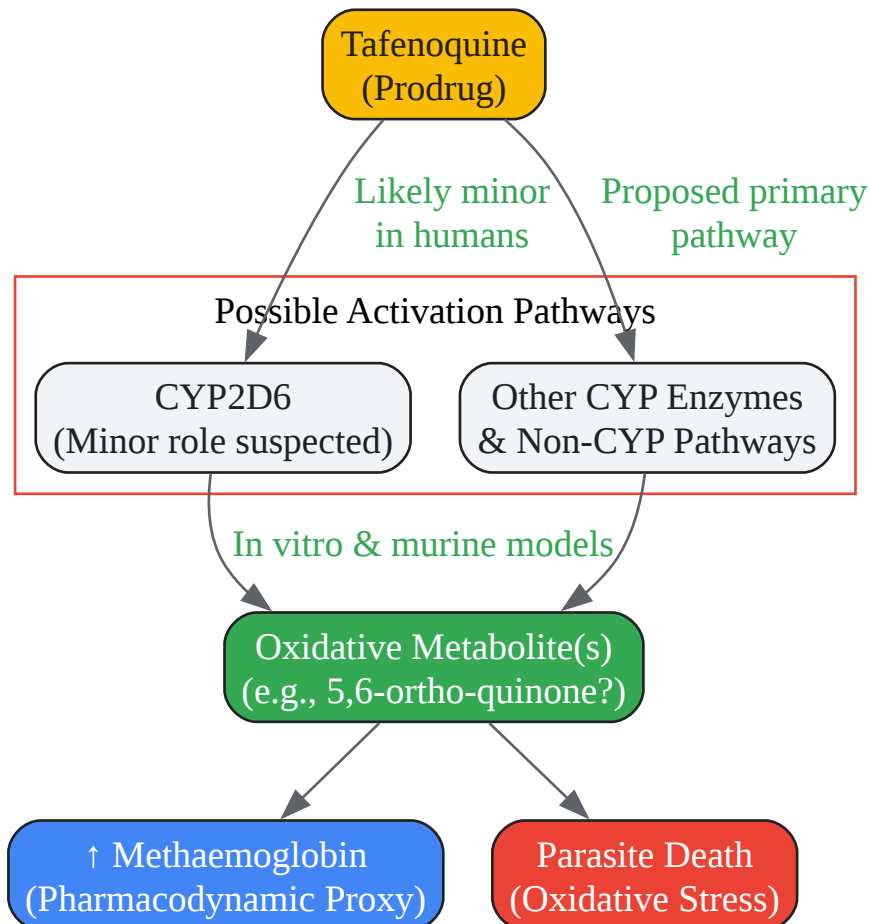 Tafenoquine
(Prodrug)
Likely minor
in humans
Proposed primary
pathway
Possible Activation Pathways
CYP2D6
(Minor role suspected)
Other CYP Enzymes
& Non-CYP Pathways
In vitro & murine models
Oxidative Metabolite(s)
(e.g., 5,6-ortho-quinone?)
↑ Methaemoglobin
(Pharmacodynamic Proxy)
Parasite Death
(Oxidative Stress)